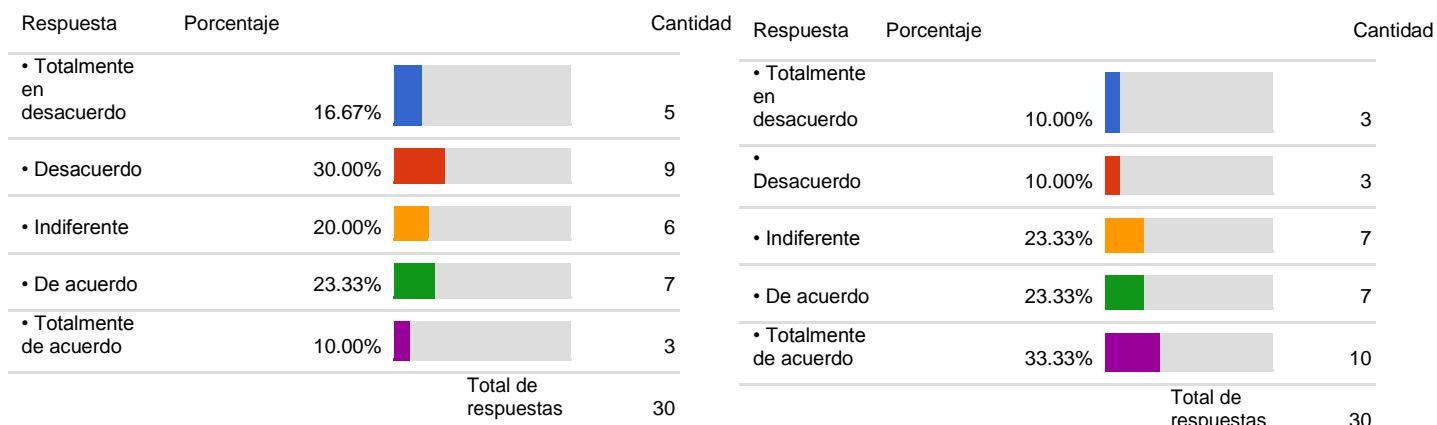 Respuesta Porcentaje Cantidad
• Totalmente
en
desacuerdo 16.67% 5
• Desacuerdo 30.00% 9
• Indiferente 20.00% 6
• De acuerdo 23.33% 7
• Totalmente
de acuerdo 10.00% 3
Total de
respuestas 30
Respuesta Porcentaje Cantidad
• Totalmente
en
desacuerdo 10.00% 3
•
Desacuerdo 10.00% 3
• Indiferente 23.33% 7
• De acuerdo 23.33% 7
• Totalmente
de acuerdo 33.33% 10
Total de
respuestas 30